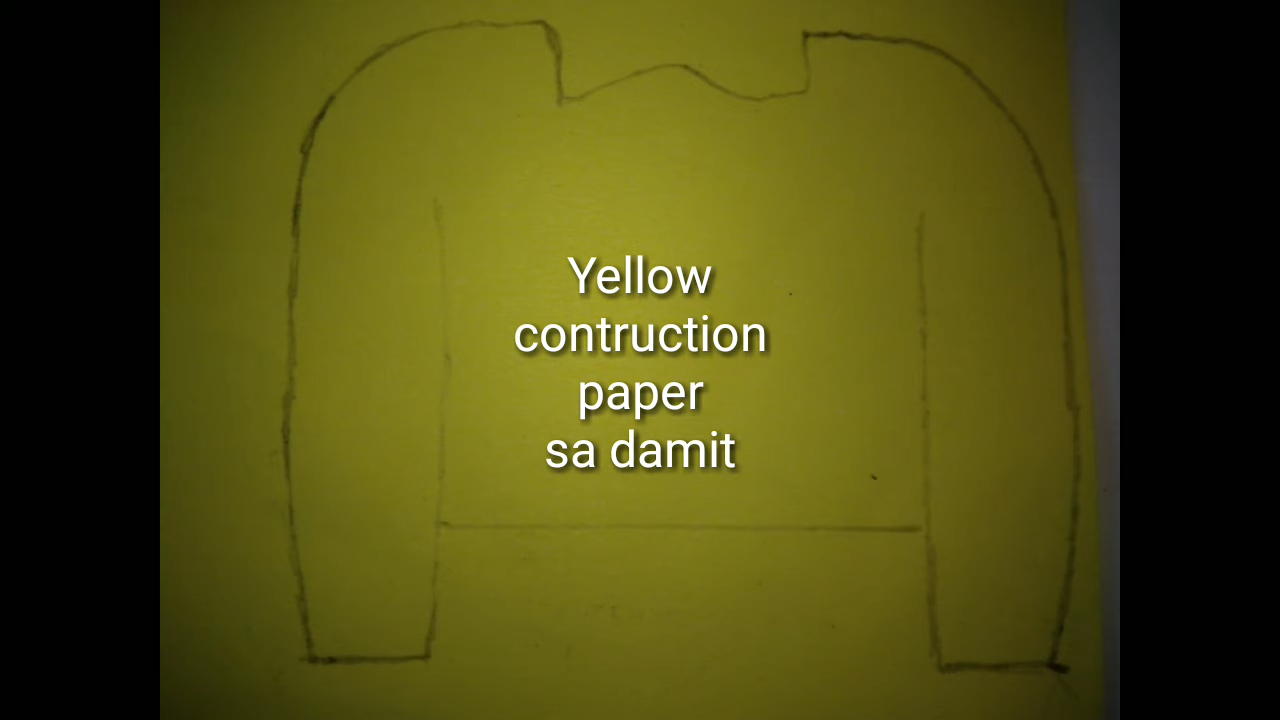 Yellow
contruction
paper
sa damit